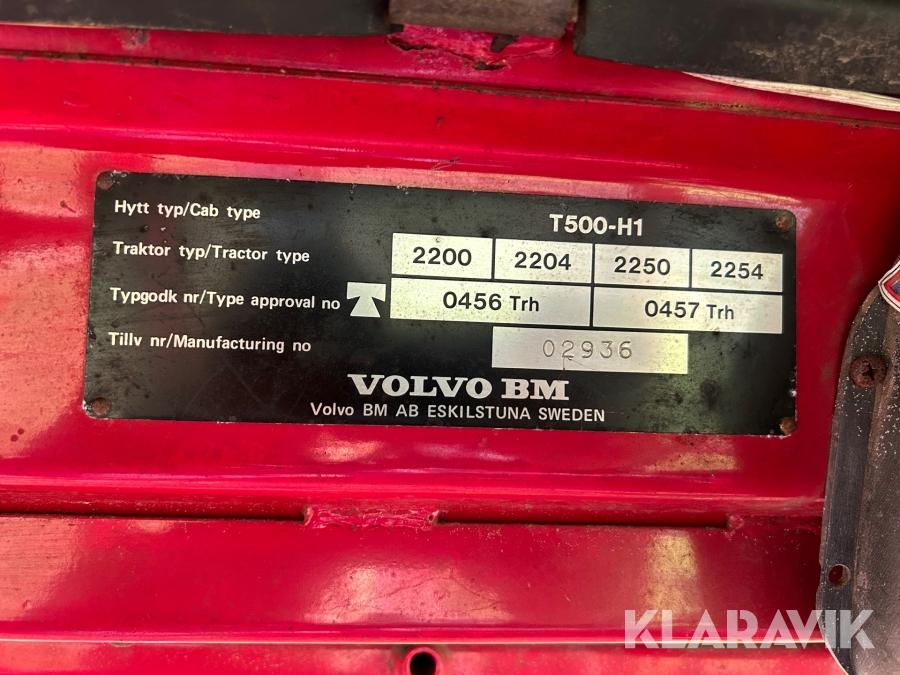 Hytt typ/Cab type T500-H1
Traktor typ/Tractor type 2200 2204 2250 2254
Typgodk nr/Type approval no 0456 Trh 0457 Trh
Tillv nr/Manufacturing no 02936
VOLVO BM
Volvo BM AB ESKILSTUNA SWEDEN
KLARAVIK